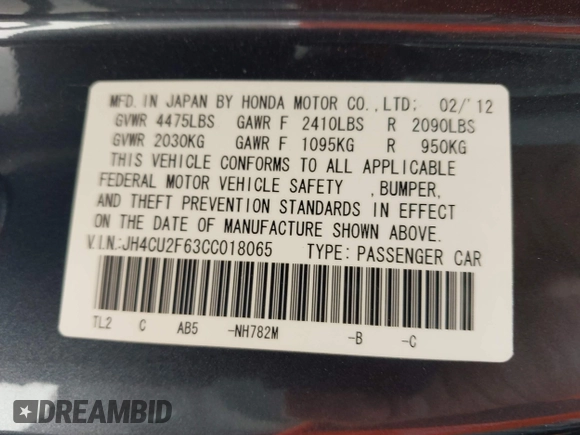 MFD. IN JAPAN BY HONDA MOTOR CO.,LTD; 02/'12
GVWR 4475LBS GAWR F 2410LBS R 2090LBS
GVWR 2030KG GAWR F 1095KG R 950KG
THIS VEHICLE CONFORMS TO ALL APPLICABLE
FEDERAL MOTOR VEHICLE SAFETY ,BUMPER,
AND THEFT PREVENTION STANDARDS IN EFFECT
ON THE DATE OF MANUFACTURE SHOWN ABOVE.
V.I.N.:JH4CU2F63CC018065 TYPE: PASSENGER CAR
TL2 C AB5 -NH782M -B -C
DREAMBID